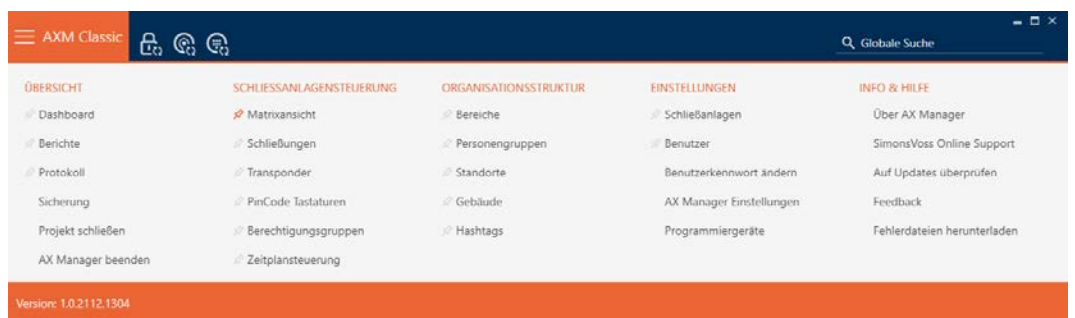 AXM Classic
Globale Suche
ÜBERSICHT
Dashboard
Berichte
Protokoll
Sicherung
Projekt schließen
AX Manager beenden
SCHLIESSANLAGENSTEUERUNG
Matrixansicht
Schließungen
Transponder
PinCode Tastaturen
Berechtigungsgruppen
Zeitplansteuerung
ORGANISATIONSSTRUKTUR
Bereiche
Personengruppen
Standorte
Gebäude
Hashtags
EINSTELLUNGEN
Schließanlagen
Benutzer
Benutzerkennwort ändern
AX Manager Einstellungen
Programmiergeräte
INFO & HILFE
Über AX Manager
SimonsVoss Online Support
Auf Updates überprüfen
Feedback
Fehlerdateien herunterladen
Version: 1.0.2112.1304